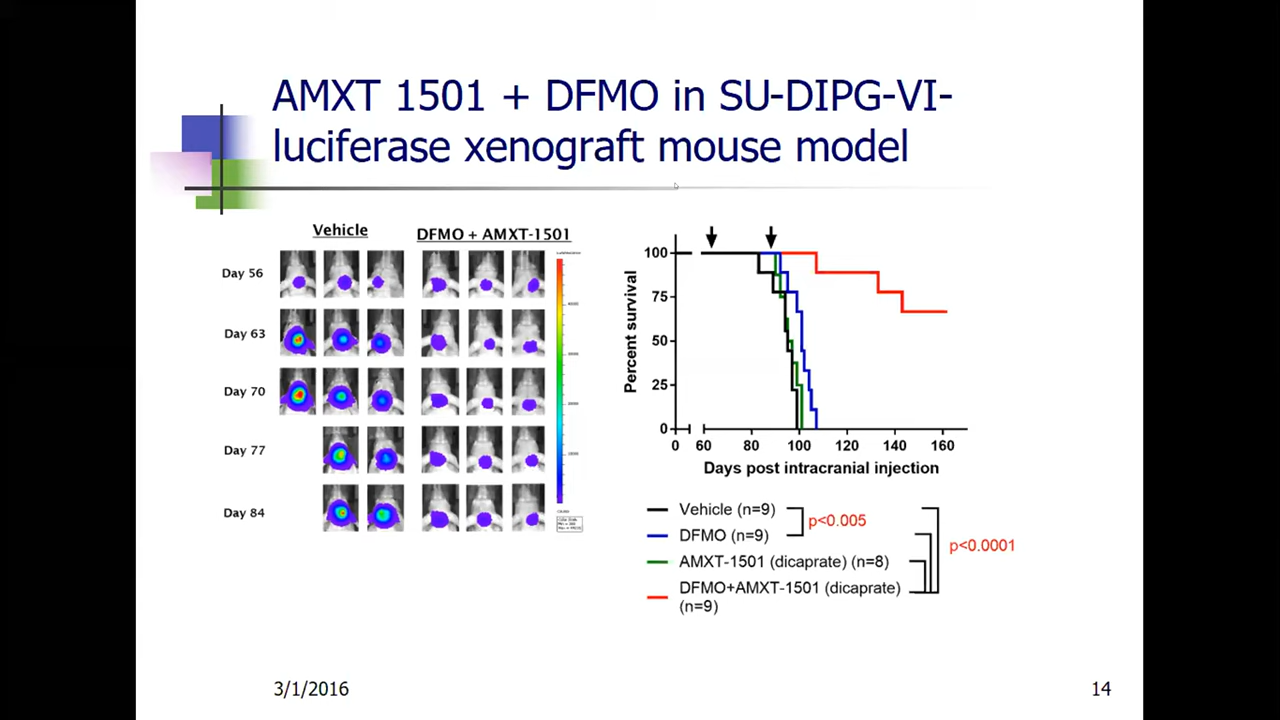 AMXT 1501 + DFMO in SU-DIPG-VI-
luciferase xenograft mouse model
Vehicle
DFMO + AMXT-1501
Day 56
Day 63
Day 70
Day 77
Day 84
Percent survival
100
75
50
25
0
0 60 80 100 120 140 160
Days post intracranial injection
Vehicle (n=9)
DFMO (n=9)
AMXT-1501 (dicaprate) (n=8)
DFMO+AMXT-1501 (dicaprate)
(n=9)
p<0.005
p<0.0001
3/1/2016
14